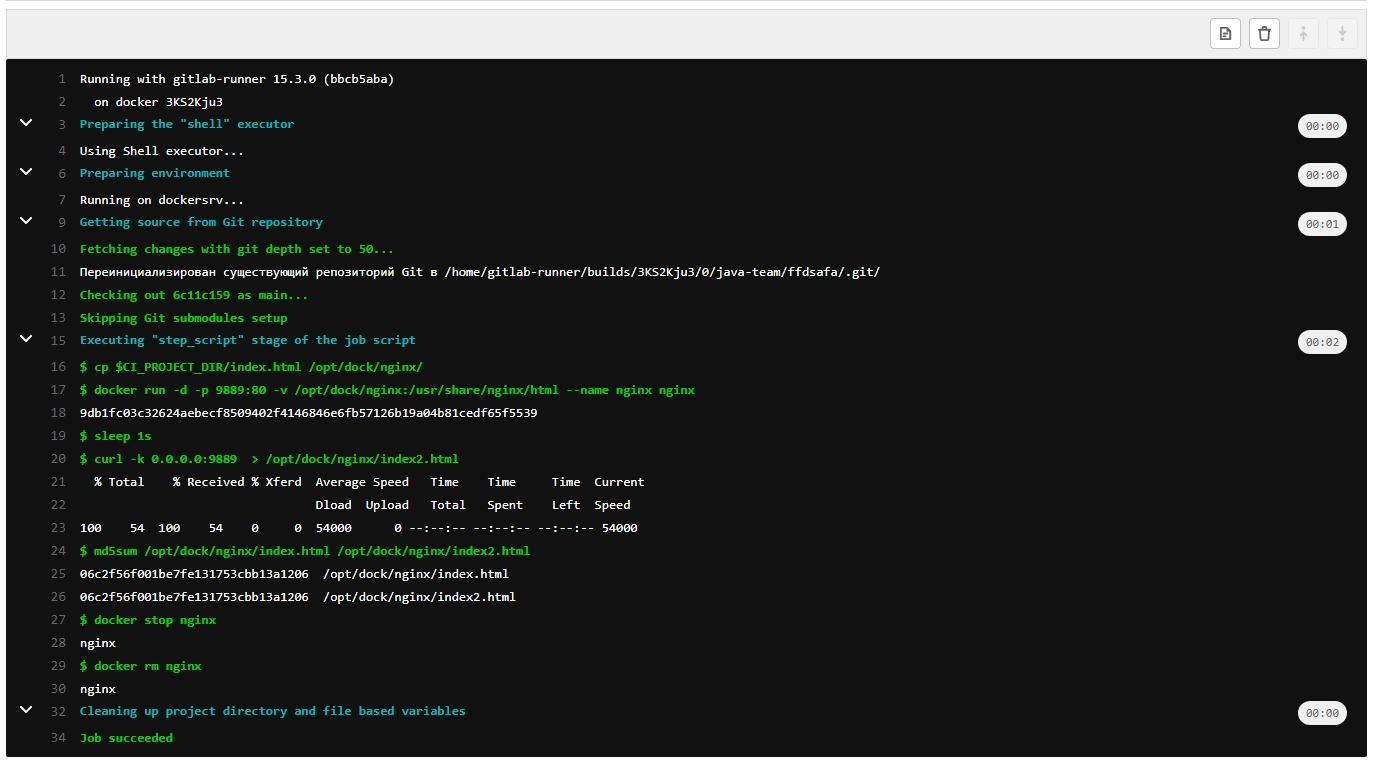 1 Running with gitlab-runner 15.3.0 (bbcb5aba)
2 on docker 3KS2Kju3
3 Preparing the "shell" executor 00:00
4 Using Shell executor...
6 Preparing environment 00:00
7 Running on dockersrv...
9 Getting source from Git repository 00:01
10 Fetching changes with git depth set to 50...
11 Переинициализирован существующий репозиторий Git в /home/gitlab-runner/builds/3KS2Kju3/0/java-team/ffdsafa/.git/
12 Checking out 6c11c159 as main...
13 Skipping Git submodules setup
15 Executing "step_script" stage of the job script 00:02
16 $ cp $CI_PROJECT_DIR/index.html /opt/dock/nginx/
17 $ docker run -d -p 9889:80 -v /opt/dock/nginx:/usr/share/nginx/html --name nginx nginx
18 9db1fc03c32624aebecf8509402f4146846e6fb57126b19a04b81cedf65f5539
19 $ sleep 1s
20 $ curl -k 0.0.0.0:9889 > /opt/dock/nginx/index2.html
21 % Total % Received % Xferd Average Speed Time Time Time Current
22 Dload Upload Total Spent Left Speed
23 100 54 100 54 0 0 54000 0 --:--:-- --:--:-- --:--:-- 54000
24 $ md5sum /opt/dock/nginx/index.html /opt/dock/nginx/index2.html
25 06c2f56f001be7fe131753cbb13a1206 /opt/dock/nginx/index.html
26 06c2f56f001be7fe131753cbb13a1206 /opt/dock/nginx/index2.html
27 $ docker stop nginx
28 nginx
29 $ docker rm nginx
30 nginx
32 Cleaning up project directory and file based variables 00:00
34 Job succeeded